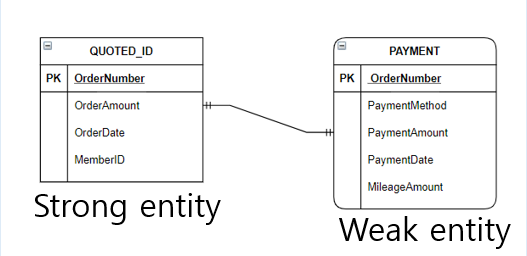 QUOTED_ID
PK OrderNumber
OrderAmount
OrderDate
MemberID
Strong entity
PAYMENT
PK OrderNumber
PaymentMethod
PaymentAmount
PaymentDate
MileageAmount
Weak entity